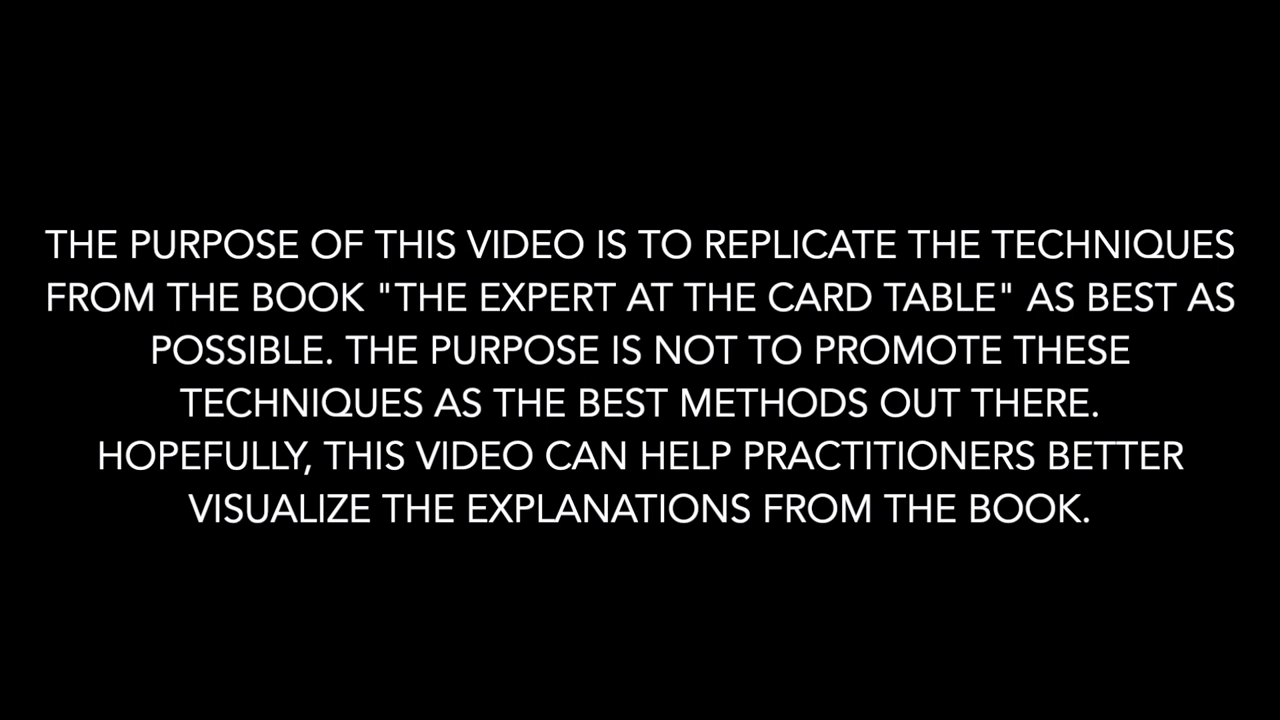 THE PURPOSE OF THIS VIDEO IS TO REPLICATE THE TECHNIQUES
FROM THE BOOK "THE EXPERT AT THE CARD TABLE" AS BEST AS
POSSIBLE. THE PURPOSE IS NOT TO PROMOTE THESE
TECHNIQUES AS THE BEST METHODS OUT THERE.
HOPEFULLY, THIS VIDEO CAN HELP PRACTITIONERS BETTER
VISUALIZE THE EXPLANATIONS FROM THE BOOK.